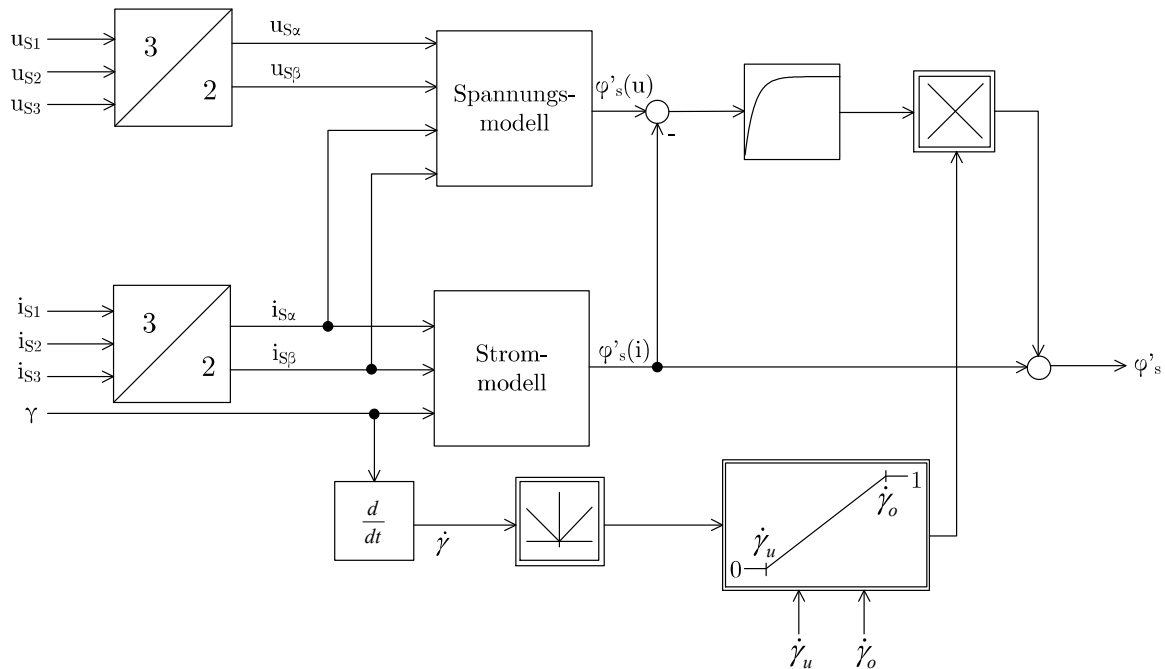 u_S1
u_S2
u_S3
3
2
u_Sα
u_Sβ
Spannungs-
modell
φ'_s(u)
-
i_S1
i_S2
i_S3
γ
3
2
i_Sα
i_Sβ
Strom-
modell
φ'_s(i)
φ'_s
d
dt
γ̇
0
γ̇_u
γ̇_o
1
γ̇_u
γ̇_o